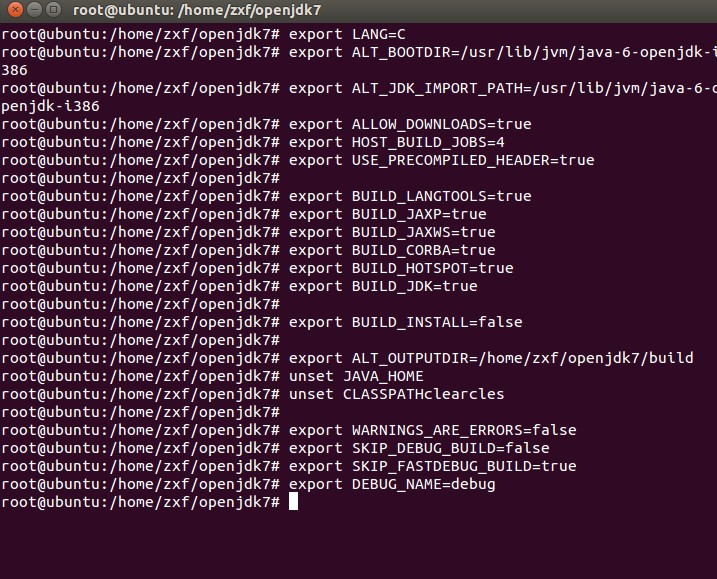 root@ubuntu: /home/zxf/openjdk7
root@ubuntu:/home/zxf/openjdk7# export LANG=C
root@ubuntu:/home/zxf/openjdk7# export ALT_BOOTDIR=/usr/lib/jvm/java-6-openjdk-i
386
root@ubuntu:/home/zxf/openjdk7# export ALT_JDK_IMPORT_PATH=/usr/lib/jvm/java-6-o
penjdk-i386
root@ubuntu:/home/zxf/openjdk7# export ALLOW_DOWNLOADS=true
root@ubuntu:/home/zxf/openjdk7# export HOST_BUILD_JOBS=4
root@ubuntu:/home/zxf/openjdk7# export USE_PRECOMPILED_HEADER=true
root@ubuntu:/home/zxf/openjdk7#
root@ubuntu:/home/zxf/openjdk7# export BUILD_LANGTOOLS=true
root@ubuntu:/home/zxf/openjdk7# export BUILD_JAXP=true
root@ubuntu:/home/zxf/openjdk7# export BUILD_JAXWS=true
root@ubuntu:/home/zxf/openjdk7# export BUILD_CORBA=true
root@ubuntu:/home/zxf/openjdk7# export BUILD_HOTSPOT=true
root@ubuntu:/home/zxf/openjdk7# export BUILD_JDK=true
root@ubuntu:/home/zxf/openjdk7#
root@ubuntu:/home/zxf/openjdk7# export BUILD_INSTALL=false
root@ubuntu:/home/zxf/openjdk7#
root@ubuntu:/home/zxf/openjdk7# export ALT_OUTPUTDIR=/home/zxf/openjdk7/build
root@ubuntu:/home/zxf/openjdk7# unset JAVA_HOME
root@ubuntu:/home/zxf/openjdk7# unset CLASSPATHclearcles
root@ubuntu:/home/zxf/openjdk7#
root@ubuntu:/home/zxf/openjdk7# export WARNINGS_ARE_ERRORS=false
root@ubuntu:/home/zxf/openjdk7# export SKIP_DEBUG_BUILD=false
root@ubuntu:/home/zxf/openjdk7# export SKIP_FASTDEBUG_BUILD=true
root@ubuntu:/home/zxf/openjdk7# export DEBUG_NAME=debug
root@ubuntu:/home/zxf/openjdk7#